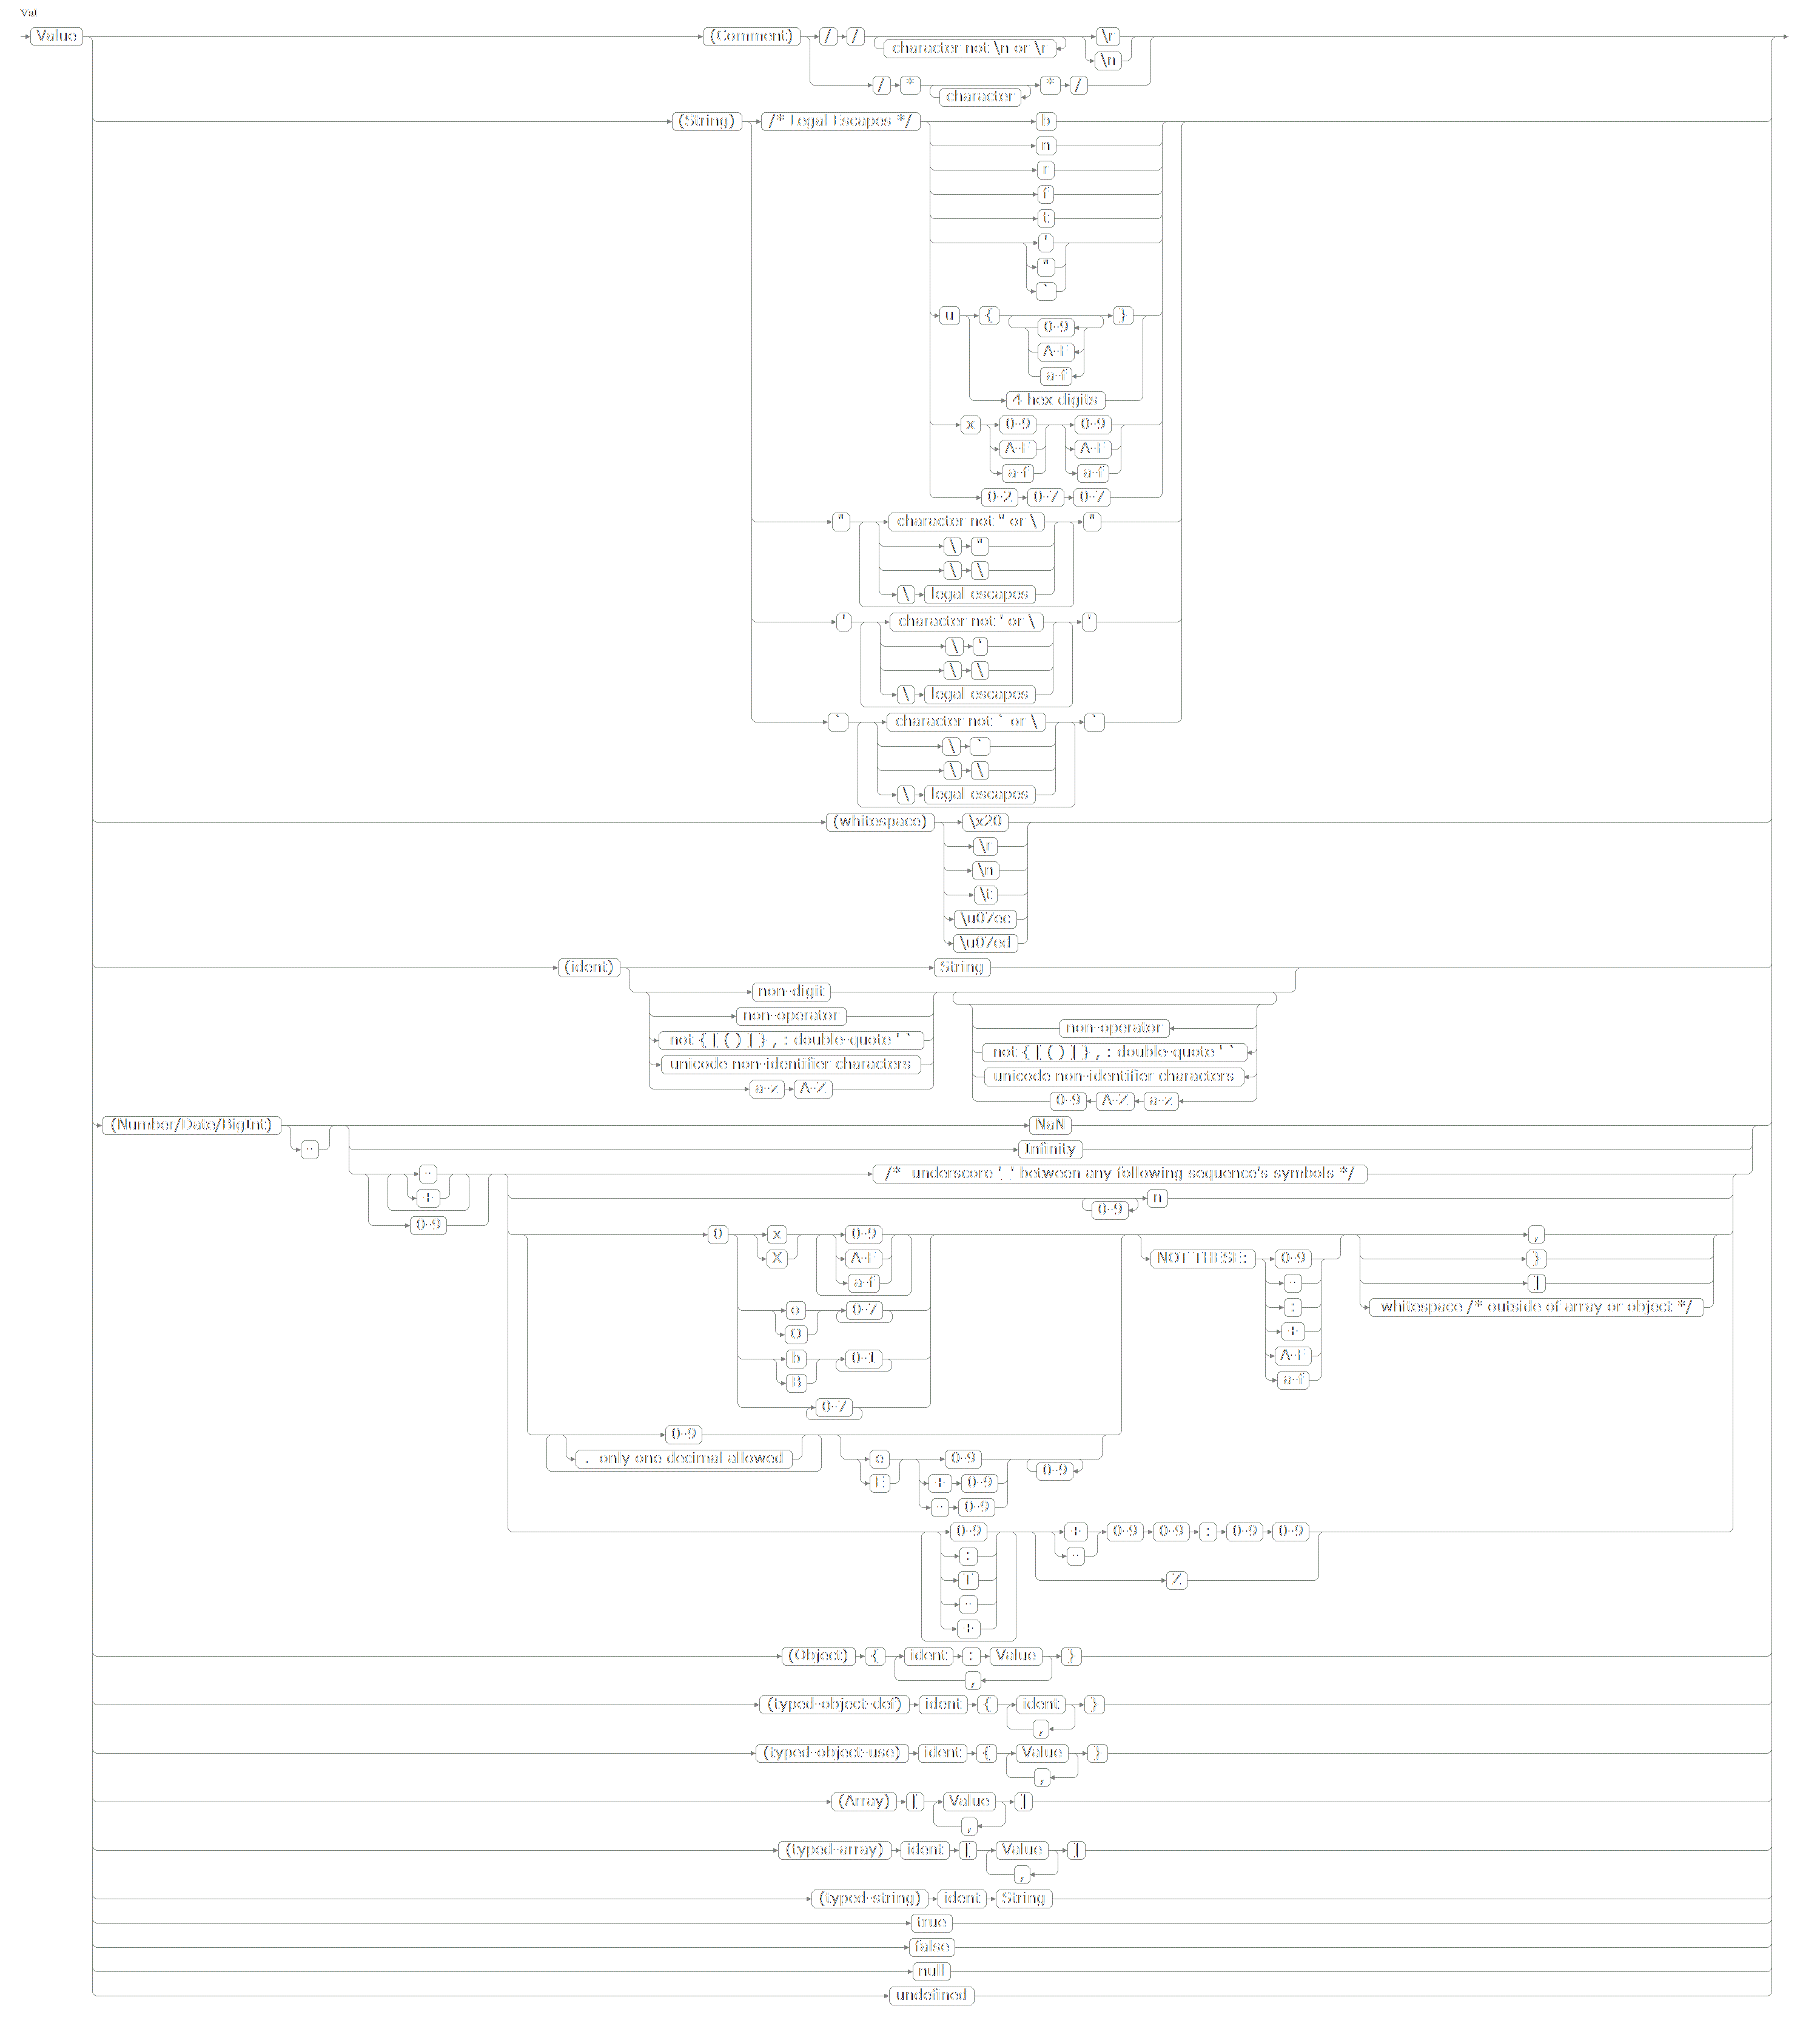 Val
Value (Comment) / / \r
character not \n or \r \n
/ * * /
character
(String) /* Legal Escapes */ b
n
r
f
t
'
"
`
u { }
0-9
A-F
a-f
4 hex digits
x 0-9 0-9
A-F A-F
a-f a-f
0-2 0-7 0-7
" character not " or \ "
\ "
\ \
\ legal escapes
' character not ' or \ '
\ '
\ \
\ legal escapes
` character not ` or \ `
\ `
\ \
\ legal escapes
(whitespace) \x20
\r
\n
\t
(ident) String
non-digit
non-operator non-operator
not { [ ( ) ] } , : double-quote ' ` not { [ ( ) ] } , : double-quote ' `
unicode non-identifier characters unicode non-identifier characters
a-z A-Z 0-9 A-Z a-z
(Number/Date/BigInt) NaN
- Infinity
- /* underscore '_' between any following sequence's symbols */
+ n
0-9 0-9
0 x 0-9 ,
X A-F NOT THESE: 0-9 }
a-f - ]
o 0-7 : whitespace /* outside of array or object */
O +
b 0-1 A-F
B a-f
0-7
0-9
. only one decimal allowed e 0-9 0-9
E + 0-9
- 0-9
0-9 + 0-9 0-9 : 0-9 0-9
: -
T Z
-
+
(Object) { ident : Value }
,
(typed-object-def) ident { ident }
,
(typed-object-use) ident { Value }
,
(Array) [ Value ]
,
(typed-array) ident [ Value ]
,
(typed-string) ident String
true
false
null
undefined